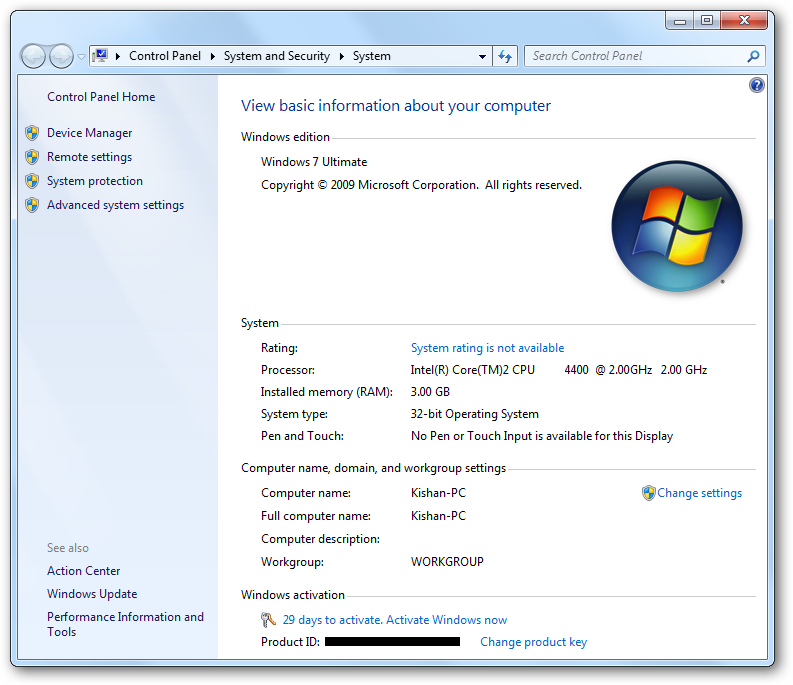 Control Panel System and Security System
Search Control Panel
Control Panel Home
Device Manager
Remote settings
System protection
Advanced system settings
See also
Action Center
Windows Update
Performance Information and
Tools
View basic information about your computer
Windows edition
Windows 7 Ultimate
Copyright © 2009 Microsoft Corporation. All rights reserved.
System
Rating: System rating is not available
Processor: Intel(R) Core(TM)2 CPU 4400 @ 2.00GHz 2.00 GHz
Installed memory (RAM): 3.00 GB
System type: 32-bit Operating System
Pen and Touch: No Pen or Touch Input is available for this Display
Computer name, domain, and workgroup settings
Computer name: Kishan-PC Change settings
Full computer name: Kishan-PC
Computer description:
Workgroup: WORKGROUP
Windows activation
29 days to activate. Activate Windows now
Product ID: Change product key